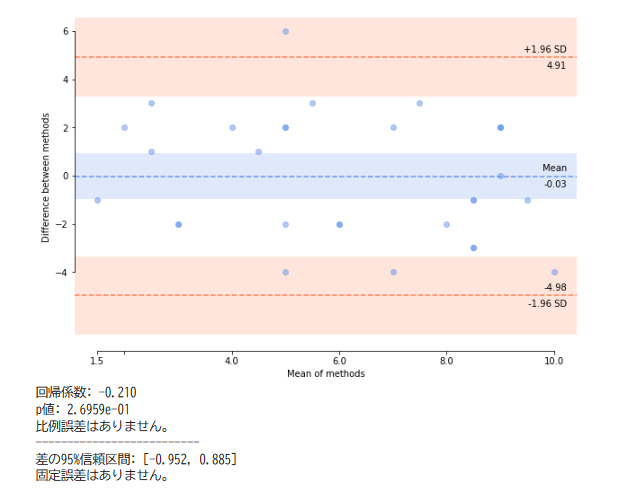 6
+1.96 SD
4.91
4
2
Mean
0
-0.03
−2
−4
-4.98
-1.96 SD
Difference between methods
1.5 4.0 6.0 8.0 10.0
Mean of methods
回帰係数: -0.210
p値: 2.6959e-01
比例誤差はありません。
--------------------------
差の95%信頼区間: [-0.952, 0.885]
固定誤差はありません。